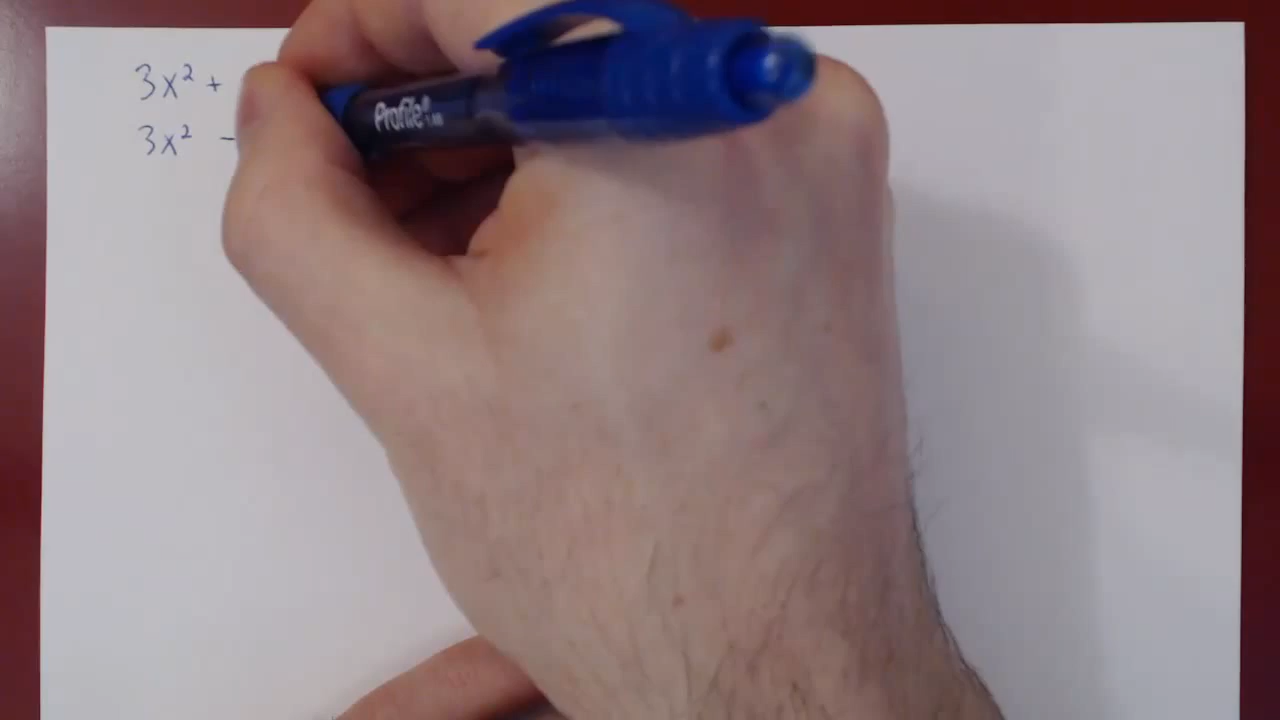 3x² +
3x² -
Profile